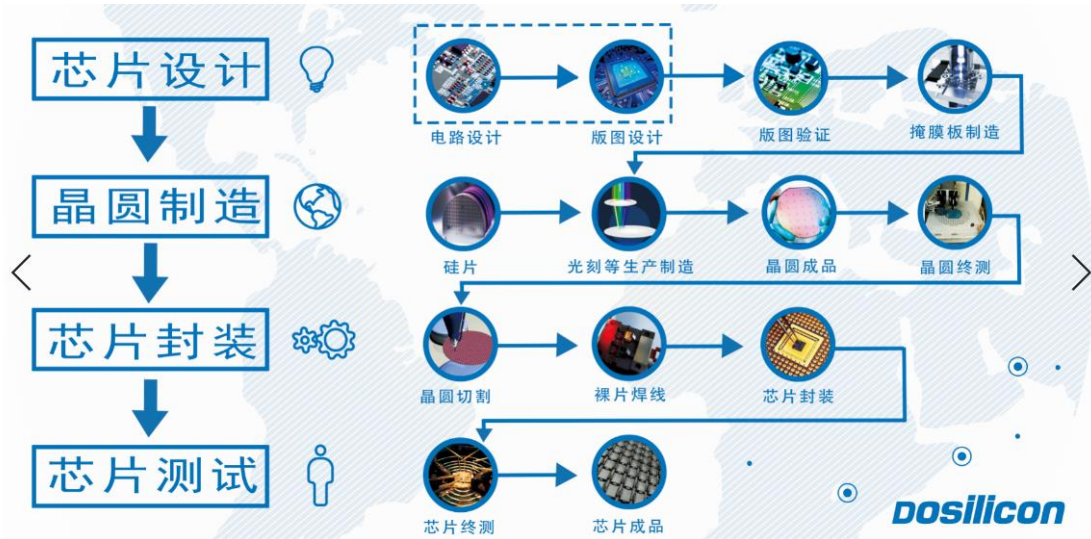 芯片设计
电路设计
版图设计
版图验证
掩膜板制造
晶圆制造
硅片
光刻等生产制造
晶圆成品
晶圆终测
芯片封装
晶圆切割
裸片焊线
芯片封装
芯片测试
芯片终测
芯片成品
Dosilicon